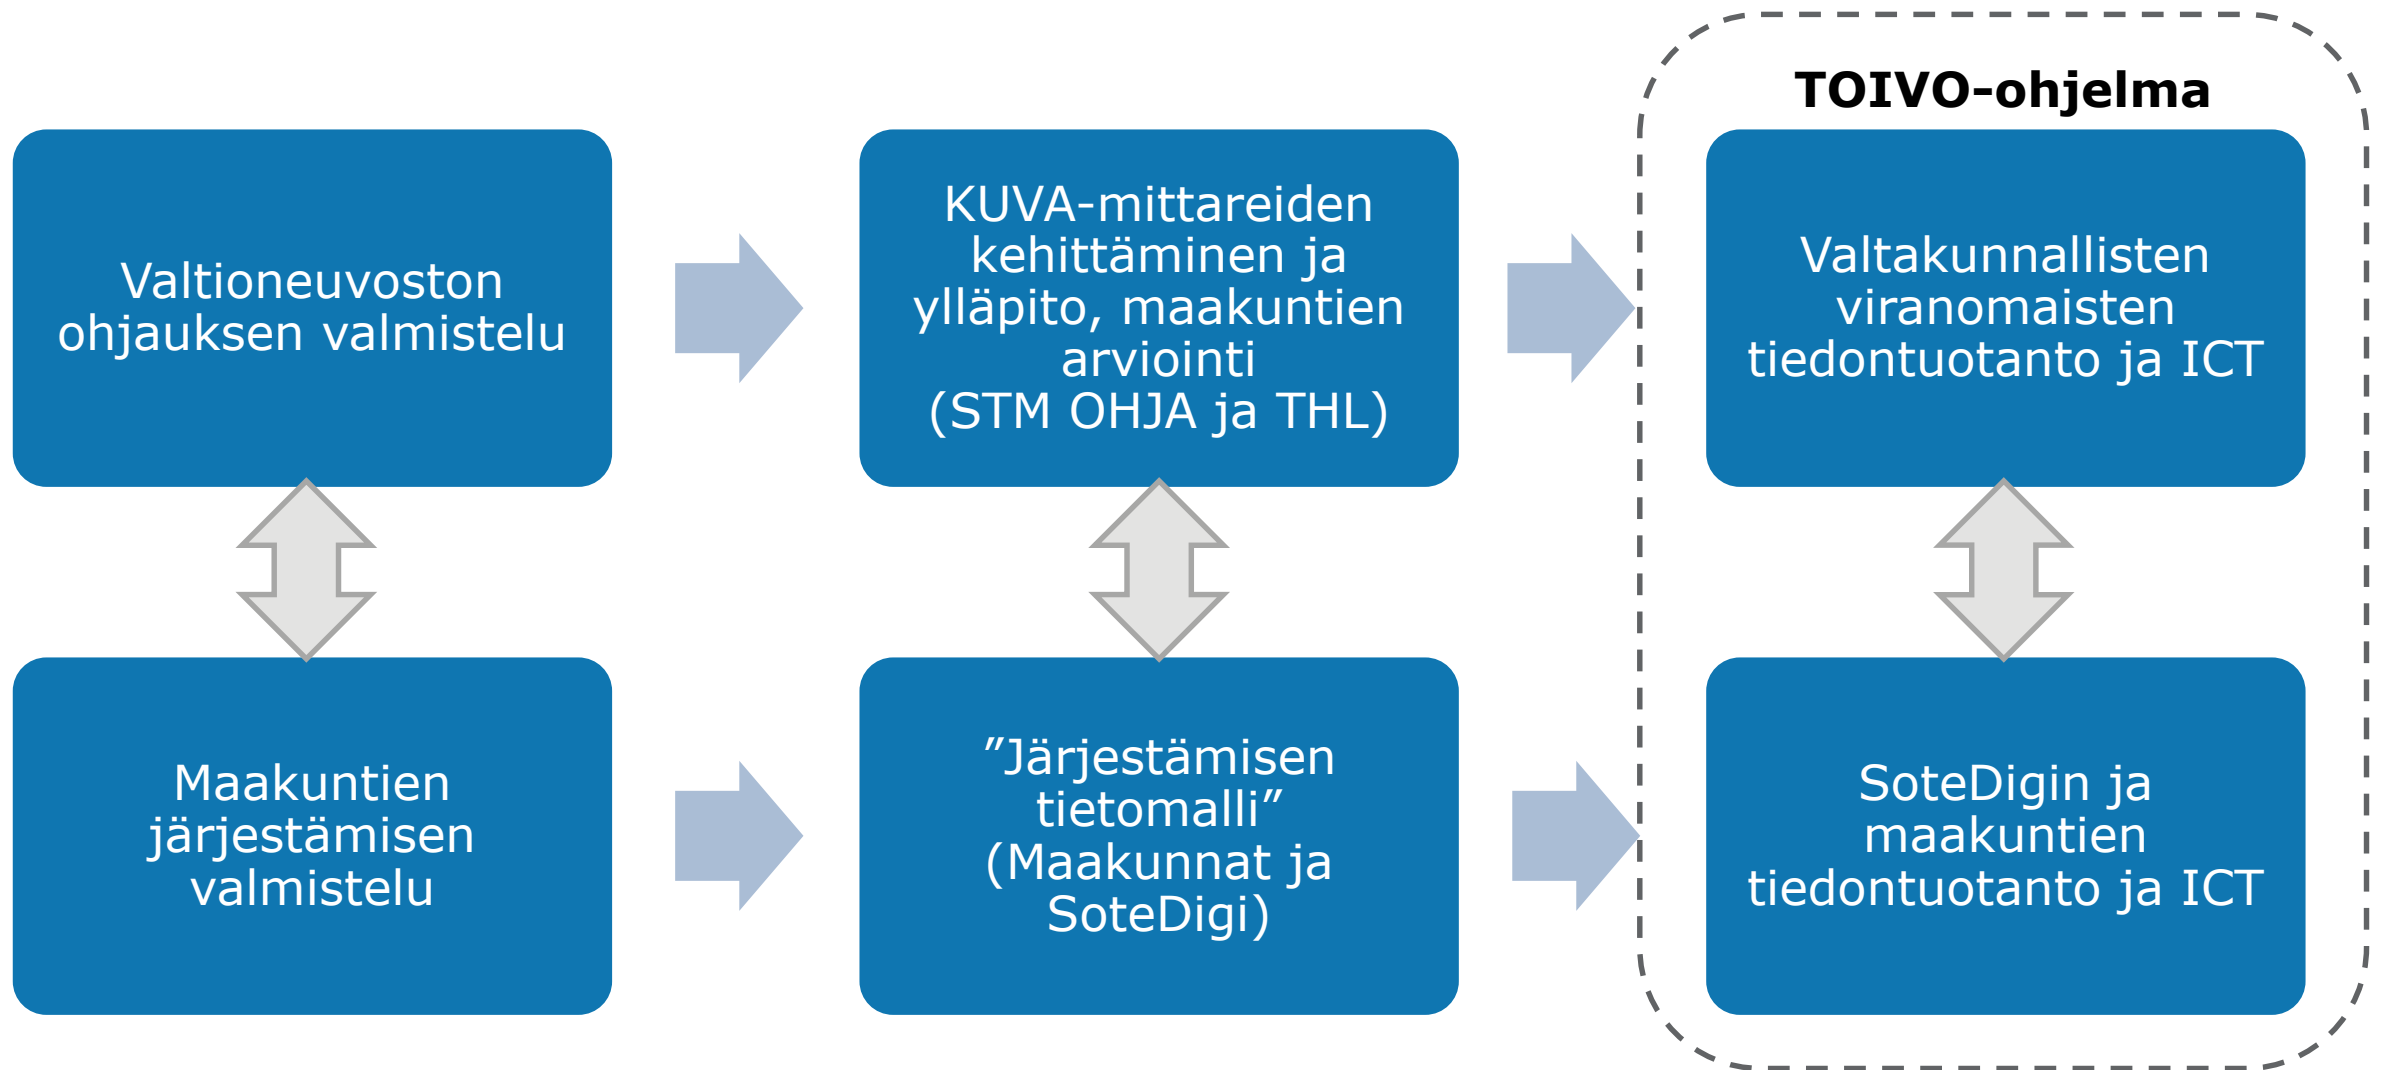 TOIVO-ohjelma
Valtioneuvoston
ohjauksen valmistelu
KUVA-mittareiden
kehittäminen ja
ylläpito, maakuntien
arviointi
(STM OHJA ja THL)
Valtakunnallisten
viranomaisten
tiedontuotanto ja ICT
Maakuntien
järjestämisen
valmistelu
”Järjestämisen
tietomalli”
(Maakunnat ja
SoteDigi)
SoteDigin ja
maakuntien
tiedontuotanto ja ICT